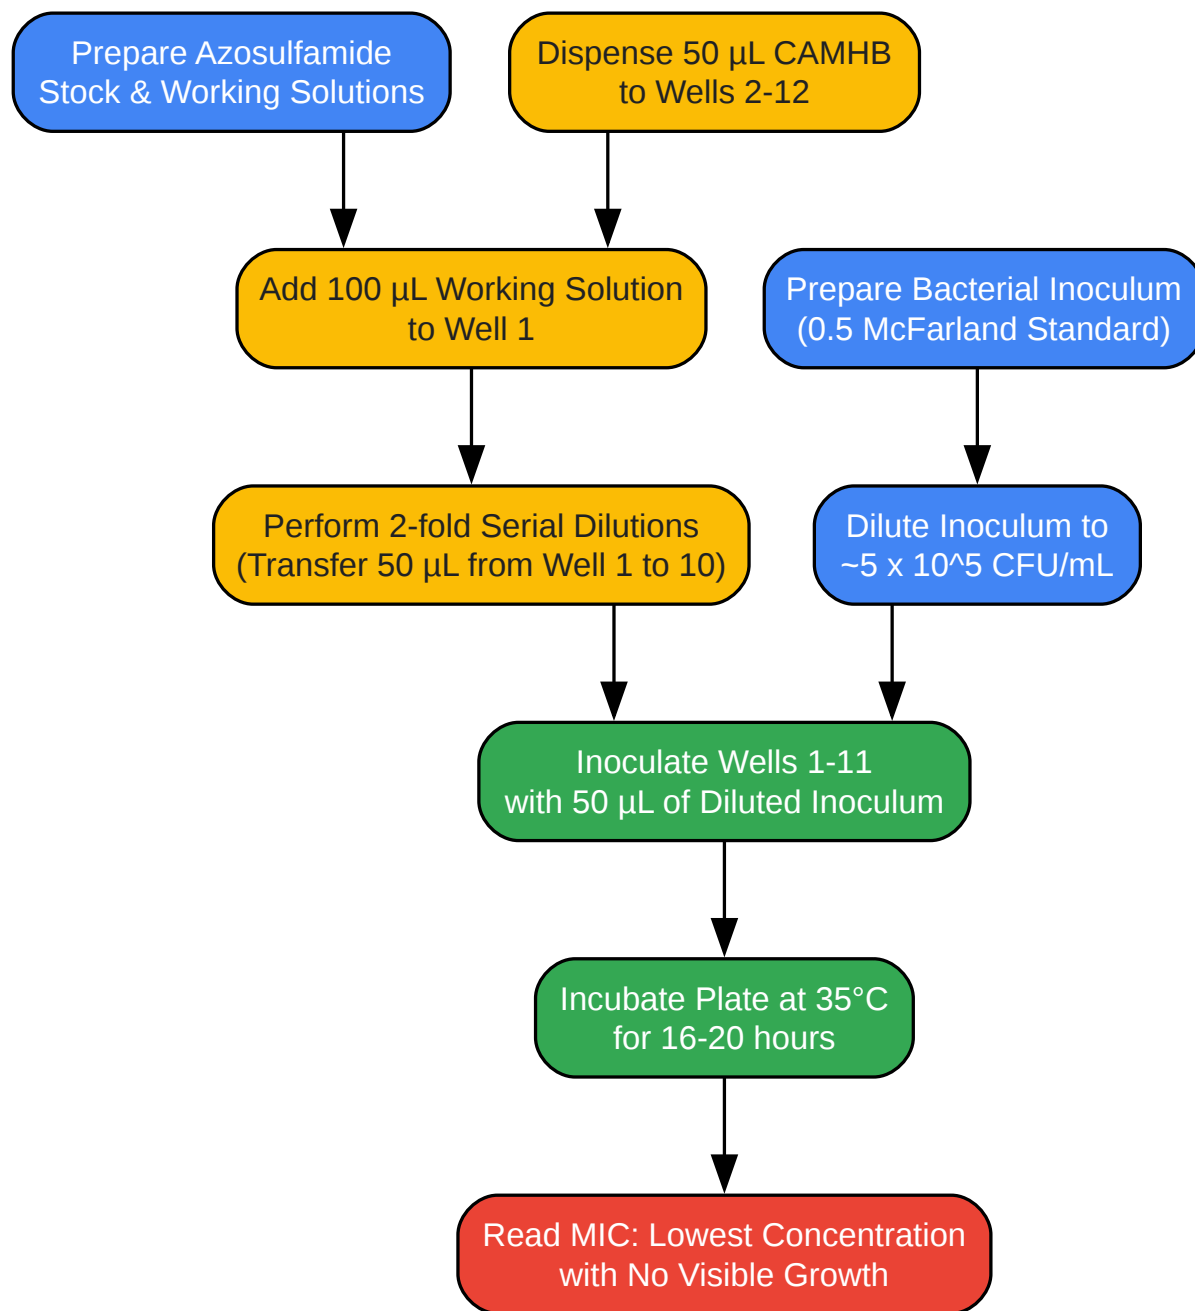 Prepare Azosulfamide
Stock & Working Solutions
Dispense 50 µL CAMHB
to Wells 2-12
Add 100 µL Working Solution
to Well 1
Prepare Bacterial Inoculum
(0.5 McFarland Standard)
Perform 2-fold Serial Dilutions
(Transfer 50 µL from Well 1 to 10)
Dilute Inoculum to
~5 x 10^5 CFU/mL
Inoculate Wells 1-11
with 50 µL of Diluted Inoculum
Incubate Plate at 35°C
for 16-20 hours
Read MIC: Lowest Concentration
with No Visible Growth